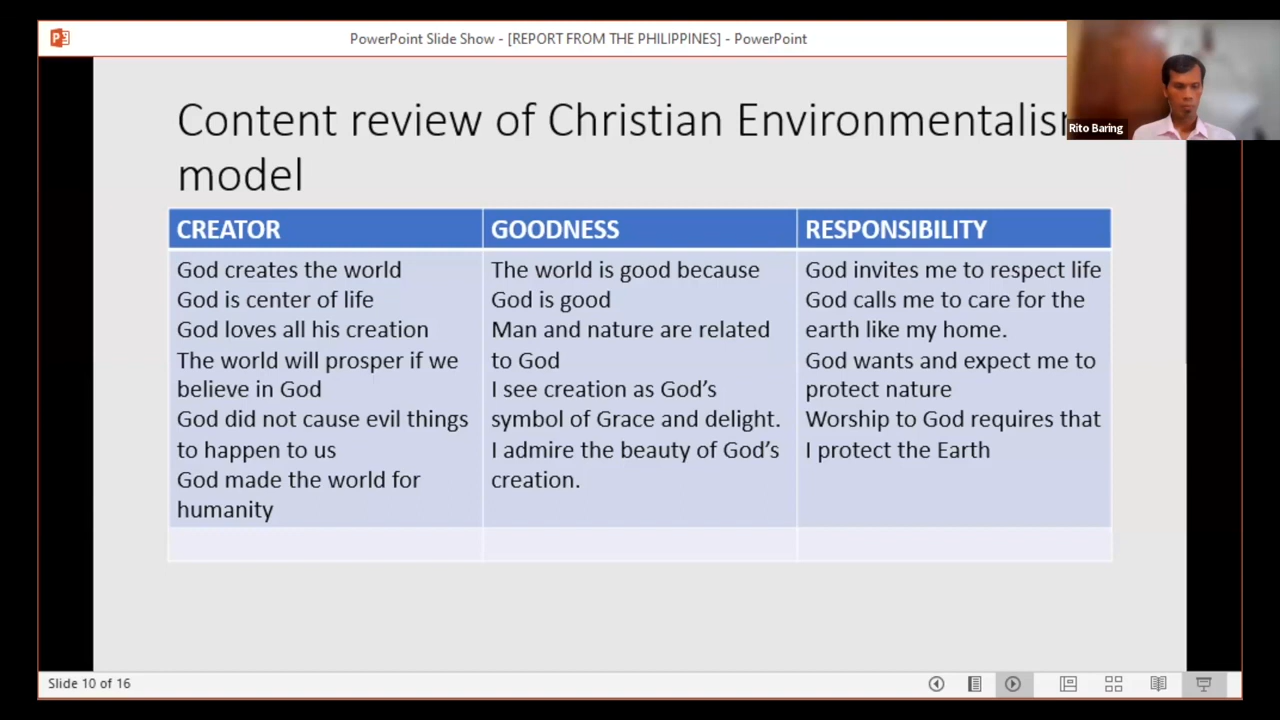 PowerPoint Slide Show - [REPORT FROM THE PHILIPPINES] - PowerPoint
Rito Baring
Content review of Christian Environmentalis
model
CREATOR
God creates the world
God is center of life
God loves all his creation
The world will prosper if we
believe in God
God did not cause evil things
to happen to us
God made the world for
humanity
GOODNESS
The world is good because
God is good
Man and nature are related
to God
I see creation as God’s
symbol of Grace and delight.
I admire the beauty of God’s
creation.
RESPONSIBILITY
God invites me to respect life
God calls me to care for the
earth like my home.
God wants and expect me to
protect nature
Worship to God requires that
I protect the Earth
Slide 10 of 16